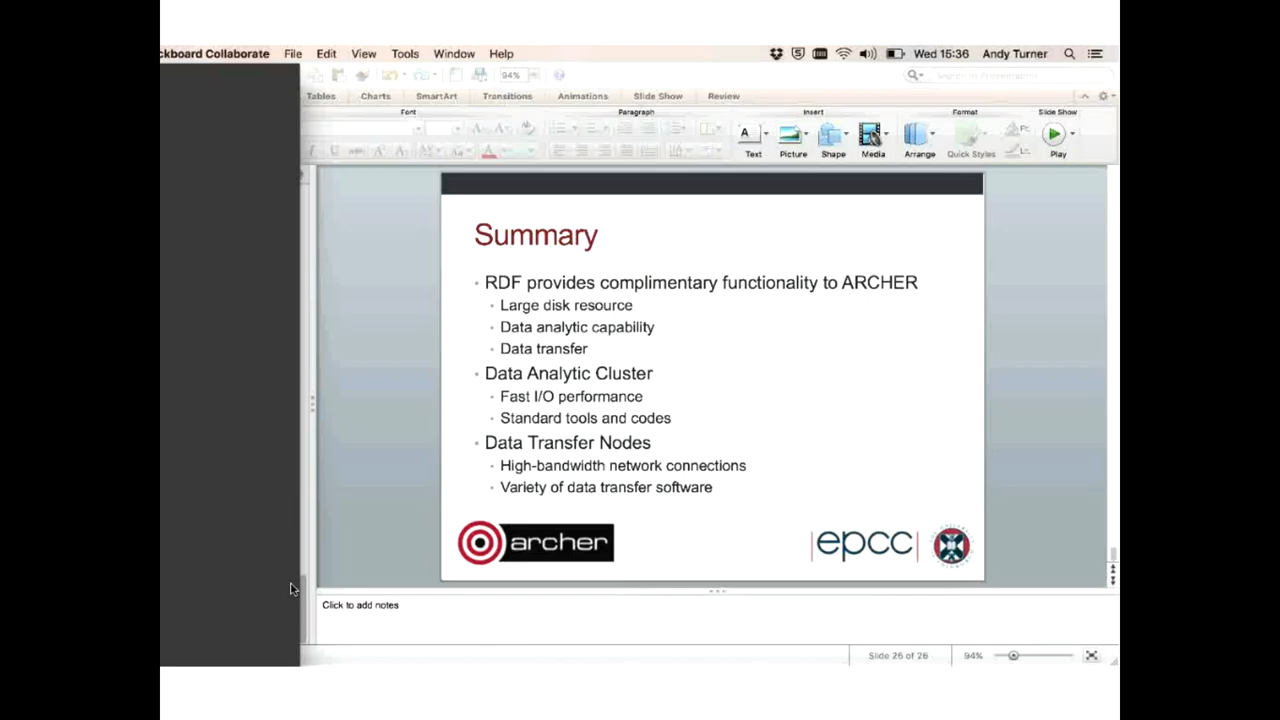 ckboard Collaborate File Edit View Tools Window Help Wed 15:36 Andy Turner
94%
Tables Charts SmartArt Transitions Animations Slide Show Review
Font Paragraph Insert Format Slide Show
Text Picture Shape Media Arrange Quick Styles Play
Summary
RDF provides complimentary functionality to ARCHER
Large disk resource
Data analytic capability
Data transfer
Data Analytic Cluster
Fast I/O performance
Standard tools and codes
Data Transfer Nodes
High-bandwidth network connections
Variety of data transfer software
archer
|epcc|
Click to add notes
Slide 26 of 26 94%